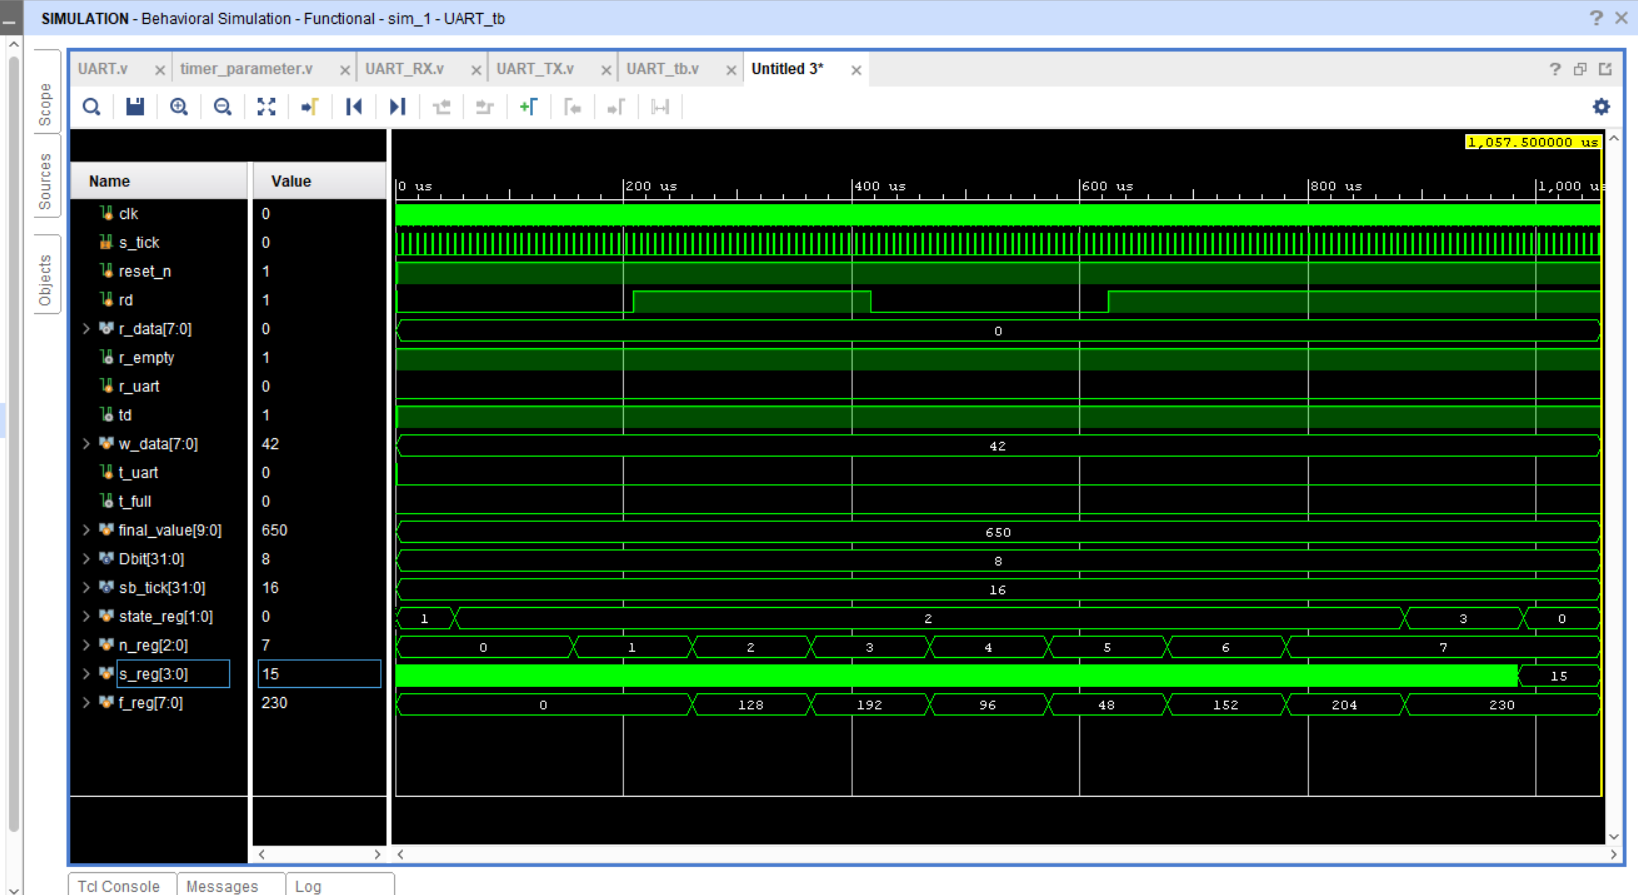 SIMULATION - Behavioral Simulation - Functional - sim_1 - UART_tb
UART.v timer_parameter.v UART_RX.v UART_TX.v UART_tb.v Untitled 3*
Scope
Sources
Objects
1,057.500000 us
Name Value 0 us 200 us 400 us 600 us 800 us 1,000 us
clk 0
s_tick 0
reset_n 1
rd 1
r_data[7:0] 0 0
r_empty 1
r_uart 0
td 1
w_data[7:0] 42 42
t_uart 0
t_full 0
final_value[9:0] 650 650
Dbit[31:0] 8 8
sb_tick[31:0] 16 16
state_reg[1:0] 0 1 2 3 0
n_reg[2:0] 7 0 1 2 3 4 5 6 7
s_reg[3:0] 15 15
f_reg[7:0] 230 0 128 192 96 48 152 204 230
Tcl Console Messages Log